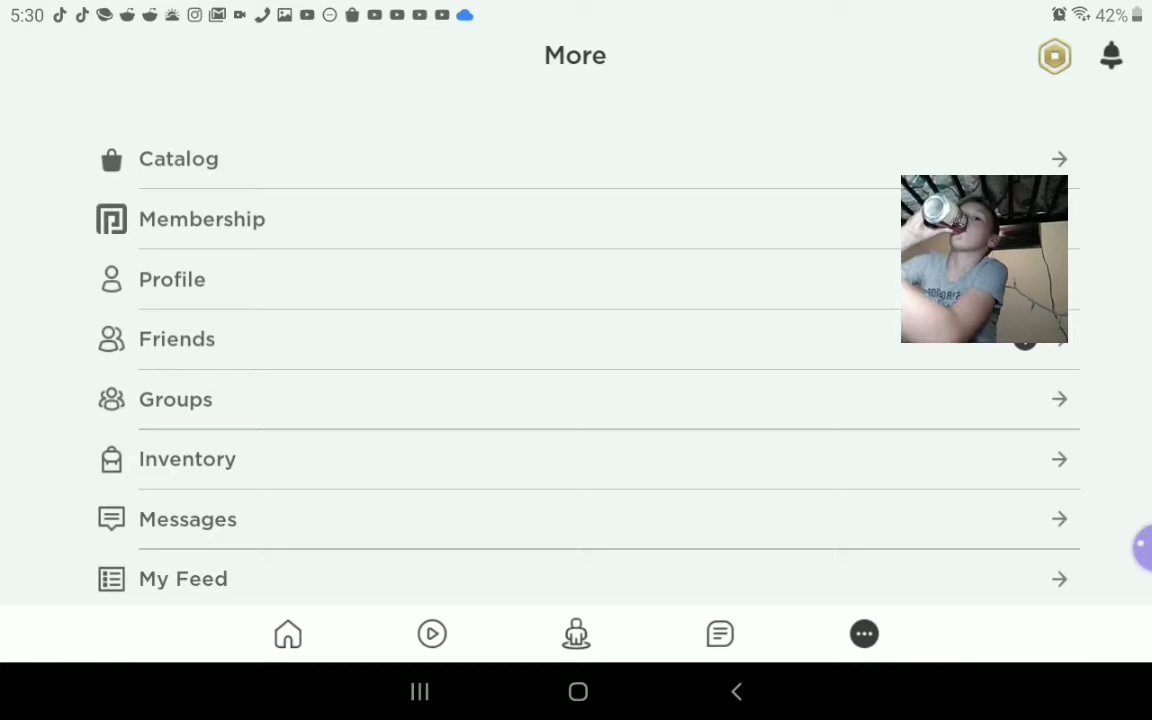 5:30
42%
More
Catalog
Membership
Profile
Friends
Groups
Inventory
Messages
My Feed